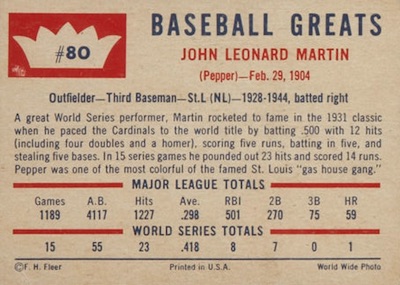 #80
BASEBALL GREATS
JOHN LEONARD MARTIN
(Pepper)—Feb. 29, 1904
Outfielder—Third Baseman—St.L (NL)—1928-1944, batted right
A great World Series performer, Martin rocketed to fame in the 1931 classic
when he paced the Cardinals to the world title by batting .500 with 12 hits
(including four doubles and a homer), scoring five runs, batting in five, and
stealing five bases. In 15 series games he pounded out 23 hits and scored 14 runs.
Pepper was one of the most colorful of the famed St. Louis "gas house gang."
MAJOR LEAGUE TOTALS
Games A.B. Hits Ave. RBI 2B 3B HR
1189 4117 1227 .298 501 270 75 59
WORLD SERIES TOTALS
15 55 23 .418 8 7 0 1
©F. H. Fleer Printed in U.S.A. World Wide Photo